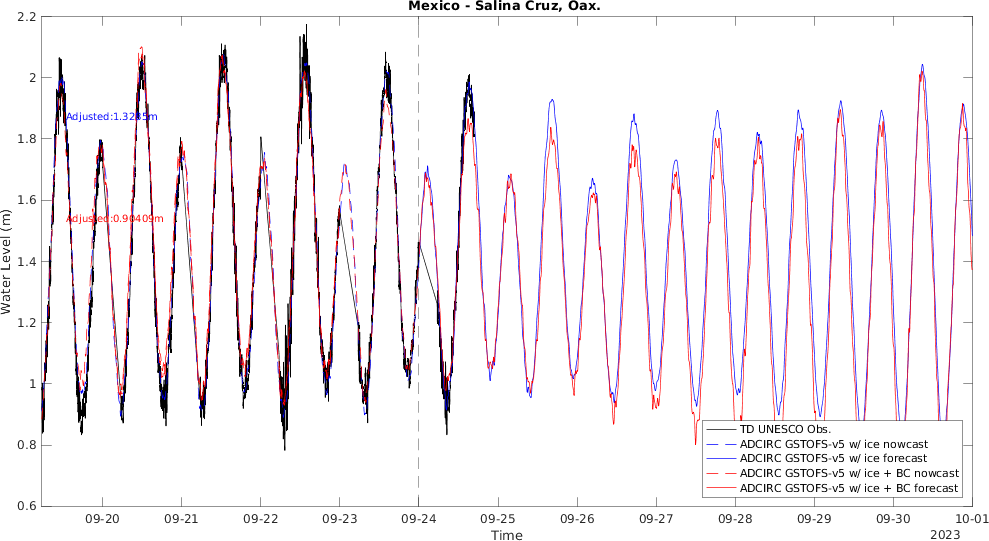 Mexico - Salina Cruz, Oax.
2.2
2
1.8
1.6
1.4
1.2
1
0.8
0.6
Water Level (m)
Adjusted:1.3285m
Adjusted:0.90409m
TD UNESCO Obs.
ADCIRC GSTOFS-v5 w/ ice nowcast
ADCIRC GSTOFS-v5 w/ ice forecast
ADCIRC GSTOFS-v5 w/ ice + BC nowcast
ADCIRC GSTOFS-v5 w/ ice + BC forecast
09-20 09-21 09-22 09-23 09-24 09-25 09-26 09-27 09-28 09-29 09-30 10-01
2023
Time